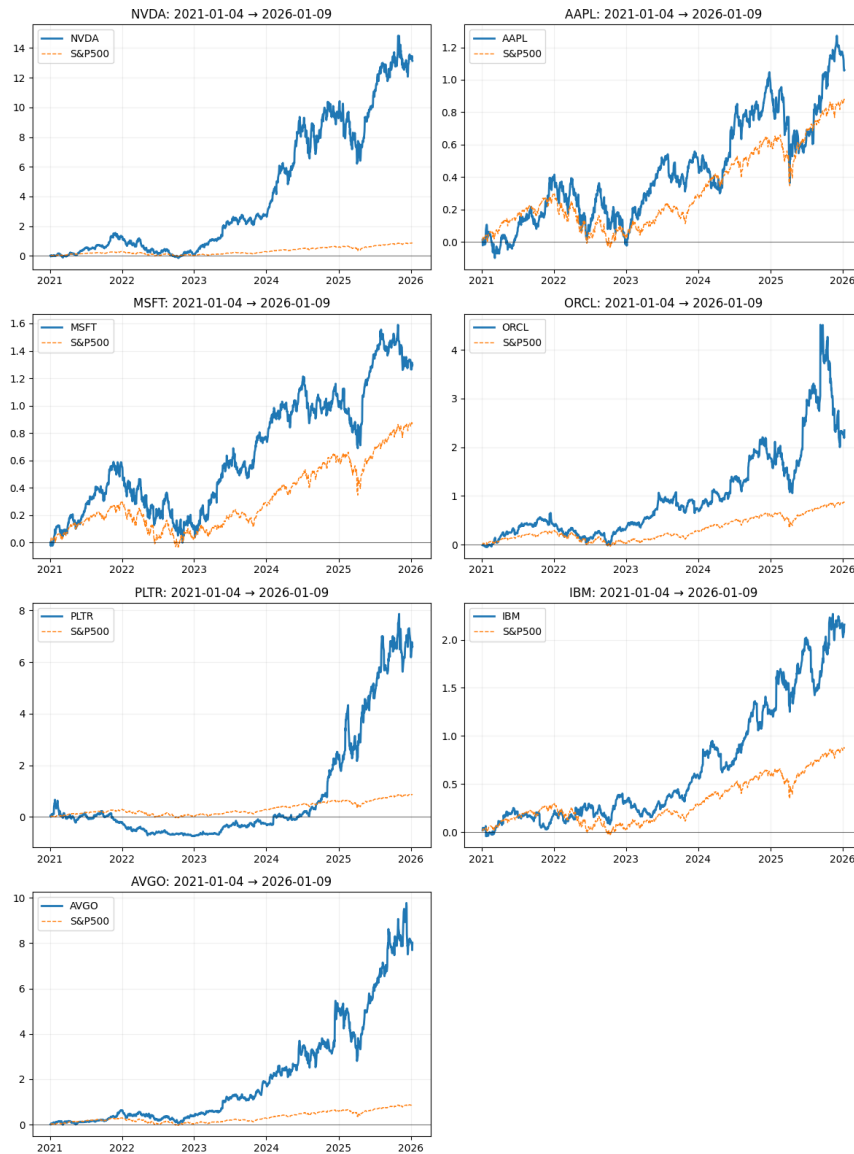 NVDA: 2021-01-04 → 2026-01-09
NVDA
S&P500
14
12
10
8
6
4
2
0
2021 2022 2023 2024 2025 2026
AAPL: 2021-01-04 → 2026-01-09
AAPL
S&P500
1.2
1.0
0.8
0.6
0.4
0.2
0.0
2021 2022 2023 2024 2025 2026
MSFT: 2021-01-04 → 2026-01-09
MSFT
S&P500
1.6
1.4
1.2
1.0
0.8
0.6
0.4
0.2
0.0
2021 2022 2023 2024 2025 2026
ORCL: 2021-01-04 → 2026-01-09
ORCL
S&P500
4
3
2
1
0
2021 2022 2023 2024 2025 2026
PLTR: 2021-01-04 → 2026-01-09
PLTR
S&P500
8
6
4
2
0
2021 2022 2023 2024 2025 2026
IBM: 2021-01-04 → 2026-01-09
IBM
S&P500
2.0
1.5
1.0
0.5
0.0
2021 2022 2023 2024 2025 2026
AVGO: 2021-01-04 → 2026-01-09
AVGO
S&P500
10
8
6
4
2
0
2021 2022 2023 2024 2025 2026